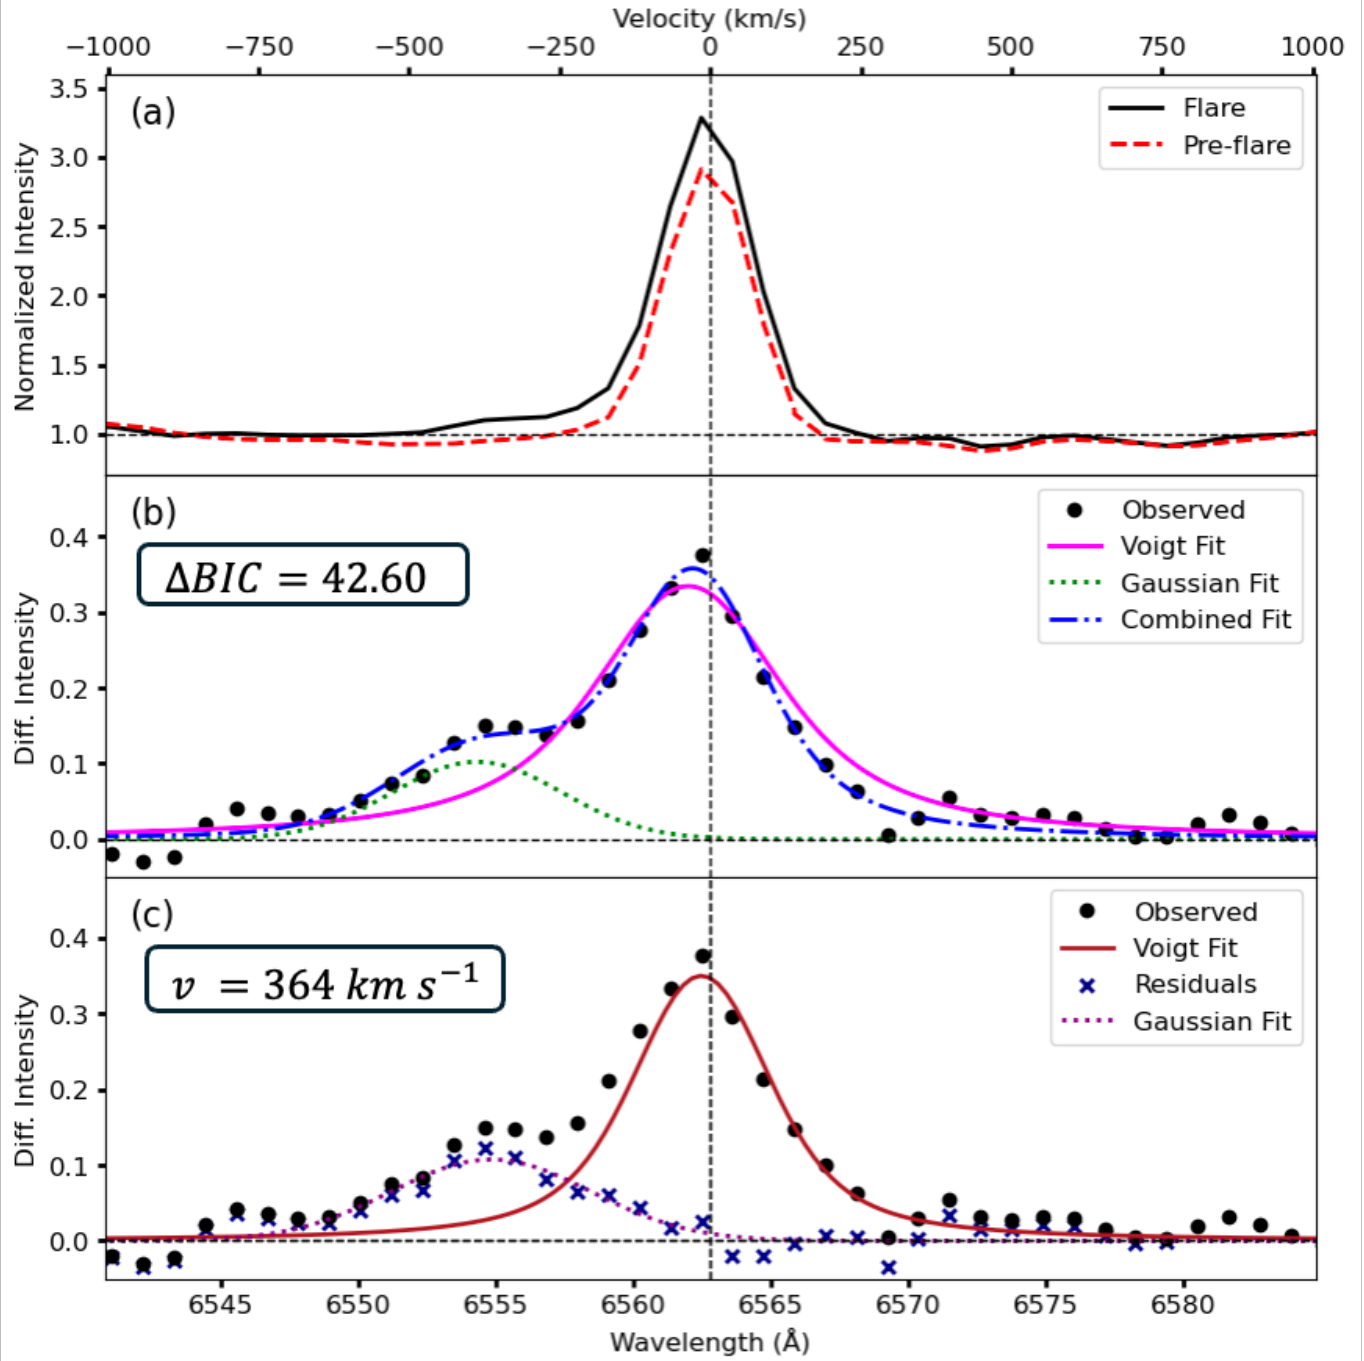 Velocity (km/s)
−1000 −750 −500 −250 0 250 500 750 1000
(a)
Flare
Pre-flare
3.5
3.0
2.5
2.0
1.5
1.0
Normalized Intensity
(b)
ΔBIC = 42.60
Observed
Voigt Fit
Gaussian Fit
Combined Fit
0.4
0.3
0.2
0.1
0.0
Diff. Intensity
(c)
v = 364 km s⁻¹
Observed
Voigt Fit
Residuals
Gaussian Fit
0.4
0.3
0.2
0.1
0.0
Diff. Intensity
6545 6550 6555 6560 6565 6570 6575 6580
Wavelength (Å)